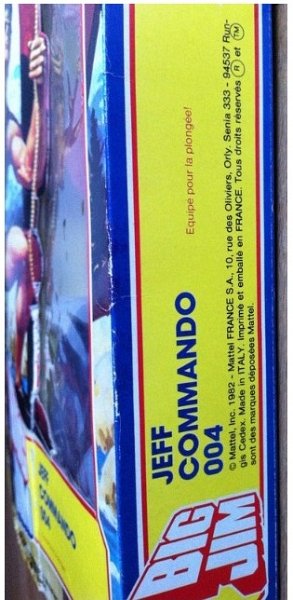 BIG
JIM
JEFF
COMMANDO
004
Equipe pour la plongée!
© Mattel, Inc. 1982 - Mattel FRANCE S.A., 10, rue des Oliviers, Orly. Senia 333 - 94537 Run-
gis Cedex. Made in ITALY. Imprimé et emballé en FRANCE. Tous droits réservés ® et ™
sont des marques déposées Mattel.
JEFF
COMMANDO
004